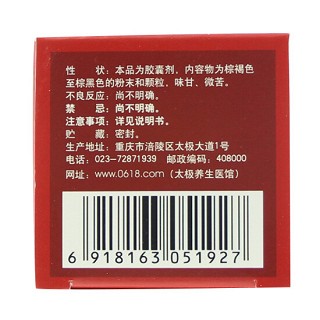 性 状：本品为胶囊剂，内容物为棕褐色
至棕黑色的粉末和颗粒，味甘、微苦。
不良反应：尚不明确。
禁 忌：尚不明确。
注意事项：详见说明书。
贮 藏：密封。
生产地址：重庆市涪陵区太极大道1号
电话：023-72871939 邮政编码：408000
网址：www.0618.com （太极养生医馆）
6 918163 051927